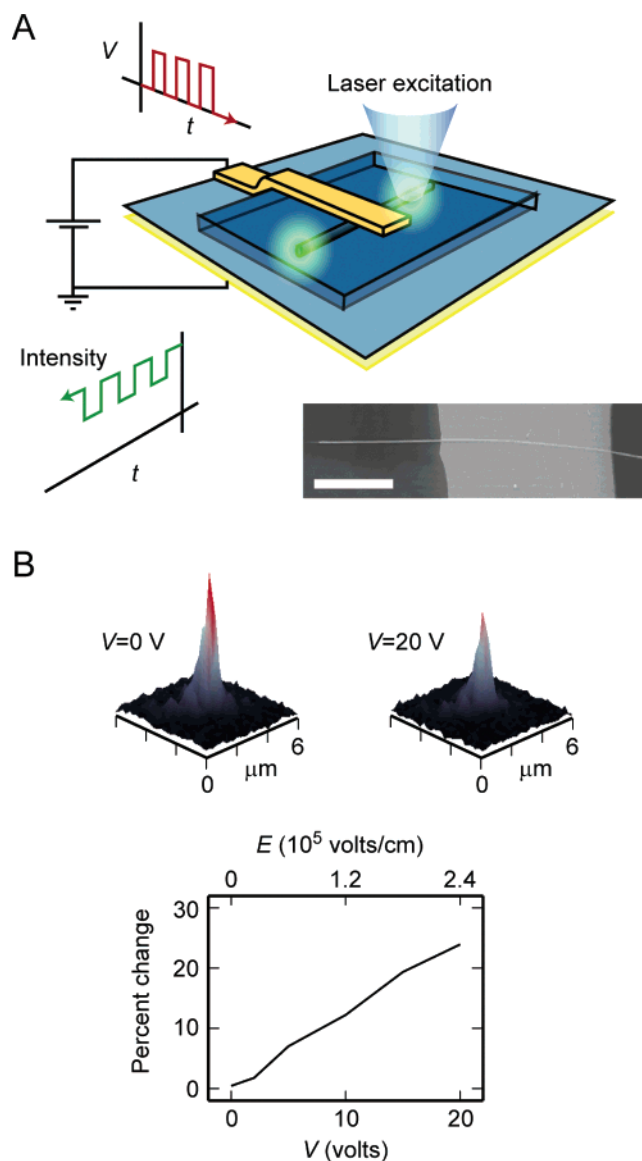 A
V
t
Laser excitation
Intensity
t
B
V=0 V
V=20 V
6
μm
0
6
μm
0
E (10⁵ volts/cm)
0 1.2 2.4
Percent change
30
20
10
0
0 10 20
V (volts)